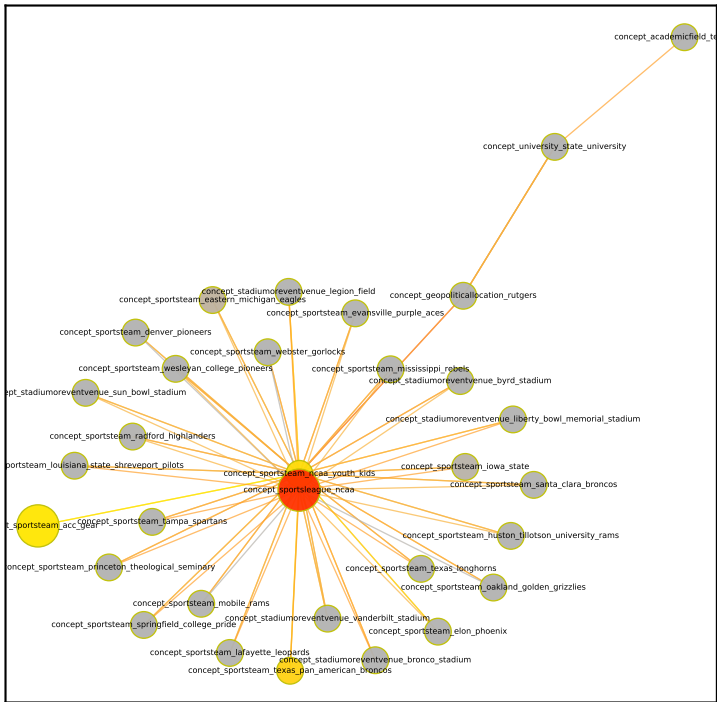 concept_academicfield_te
concept_university_state_university
concept_stadiumoreventvenue_legion_field
concept_geopoliticallocation_rutgers
concept_sportsteam_eastern_michigan_eagles
concept_sportsteam_evansville_purple_aces
concept_sportsteam_denver_pioneers
concept_sportsteam_webster_gorlocks
concept_sportsteam_wesleyan_college_pioneers
concept_sportsteam_mississippi_rebels
concept_stadiumoreventvenue_byrd_stadium
ept_stadiumoreventvenue_sun_bowl_stadium
concept_stadiumoreventvenue_liberty_bowl_memorial_stadium
concept_sportsteam_radford_highlanders
portsteam_louisiana_state_shreveport_pilots
concept_sportsteam_iowa_state
concept_sportsteam_ncaa_youth_kids
concept_sportsteam_santa_clara_broncos
concept_sportsleague_ncaa
t_sportsteam_acc_gear
concept_sportsteam_tampa_spartans
concept_sportsteam_huston_tillotson_university_rams
concept_sportsteam_princeton_theological_seminary
concept_sportsteam_texas_longhorns
concept_sportsteam_oakland_golden_grizzlies
concept_sportsteam_mobile_rams
concept_stadiumoreventvenue_vanderbilt_stadium
concept_sportsteam_springfield_college_pride
concept_sportsteam_elon_phoenix
concept_sportsteam_lafayette_leopards
concept_stadiumoreventvenue_bronco_stadium
concept_sportsteam_texas_pan_american_broncos